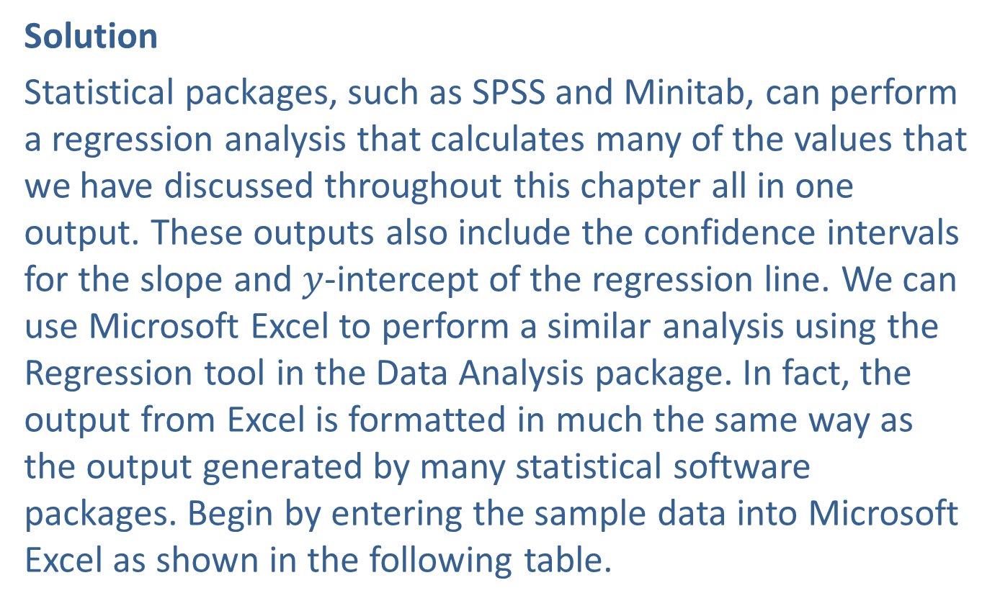 Solution
Statistical packages, such as SPSS and Minitab, can perform
a regression analysis that calculates many of the values that
we have discussed throughout this chapter all in one
output. These outputs also include the confidence intervals
for the slope and y-intercept of the regression line. We can
use Microsoft Excel to perform a similar analysis using the
Regression tool in the Data Analysis package. In fact, the
output from Excel is formatted in much the same way as
the output generated by many statistical software
packages. Begin by entering the sample data into Microsoft
Excel as shown in the following table.